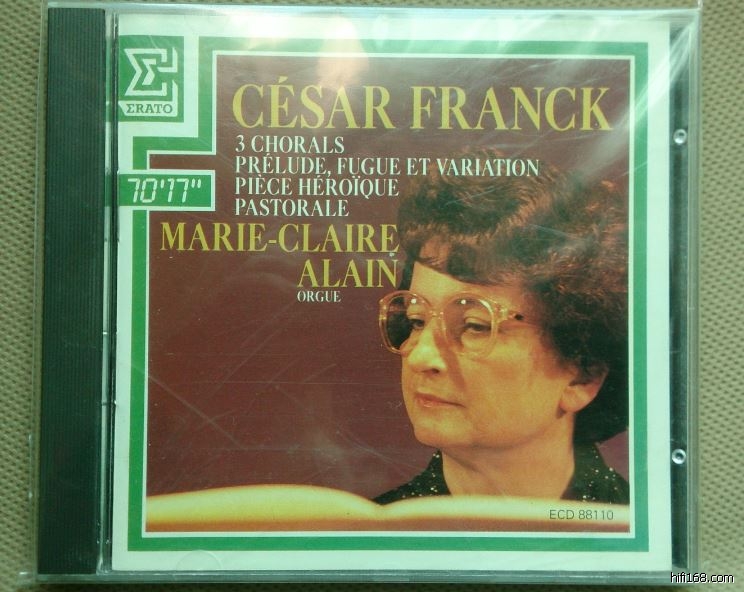 ERATO
CÉSAR FRANCK
3 CHORALS
PRÉLUDE, FUGUE ET VARIATION
PIÈCE HÉROÏQUE
PASTORALE
70'17"
MARIE-CLAIRE
ALAIN
ORGUE
ECD 88110
hifi168.com